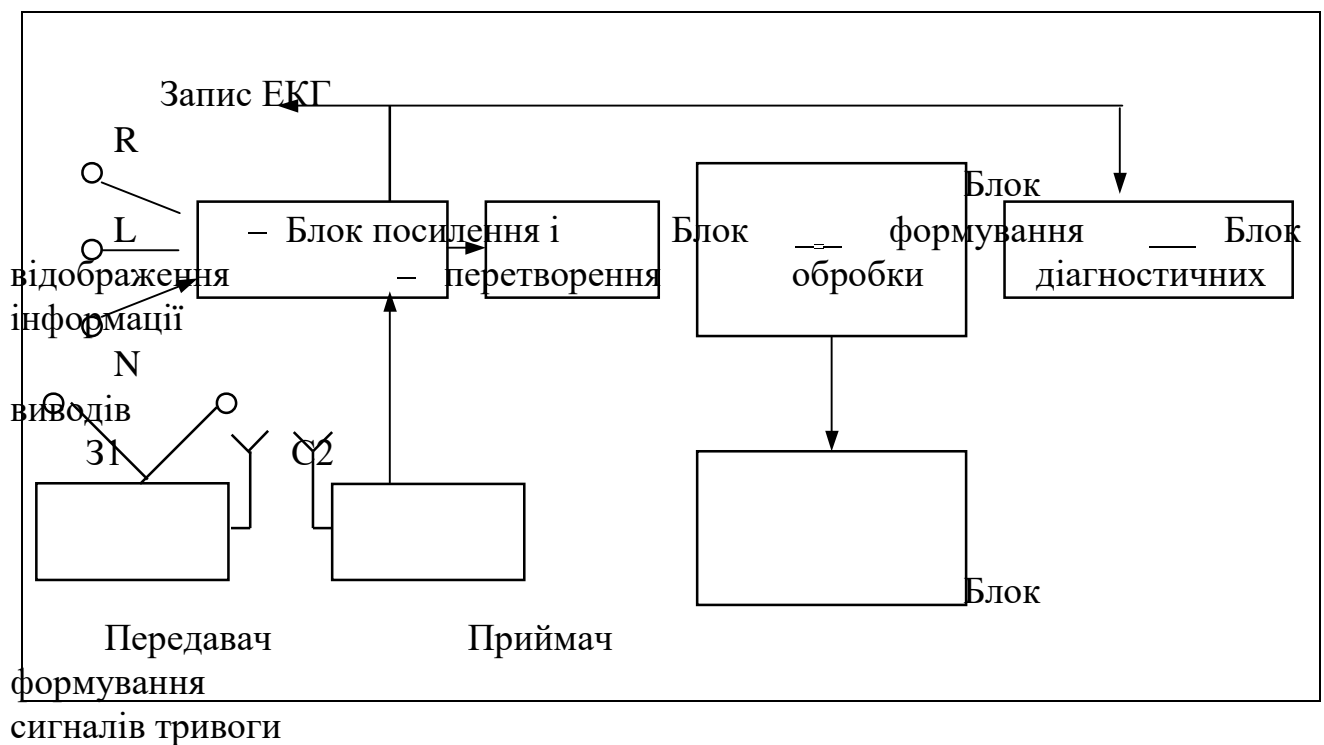 Запис ЕКГ
R
Блок
L – Блок посилення і Блок формування Блок
відображення – перетворення обробки діагностичних
інформації
N
виводів
З1 С2
Блок
Передавач Приймач
формування
сигналів тривоги